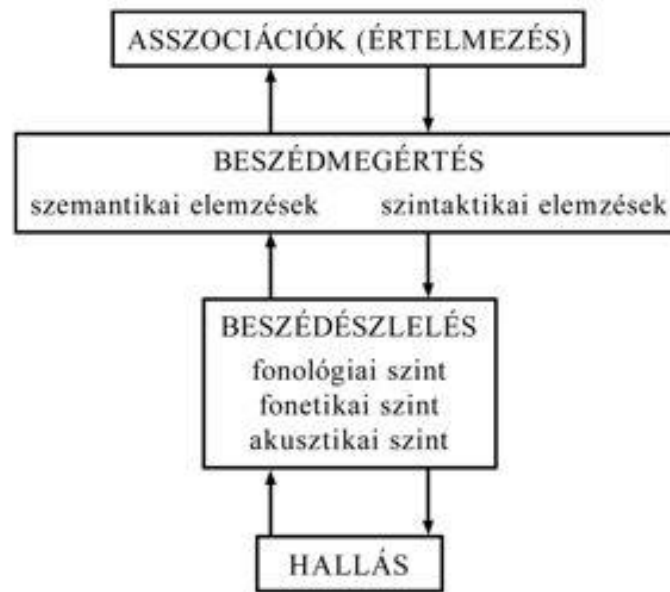 ASSZOCIÁCIÓK (ÉRTELMEZÉS)
BESZÉDMEGÉRTÉS
szemantikai elemzések szintaktikai elemzések
BESZÉDÉSZLELÉS
fonológiai szint
fonetikai szint
akusztikai szint
HALLÁS